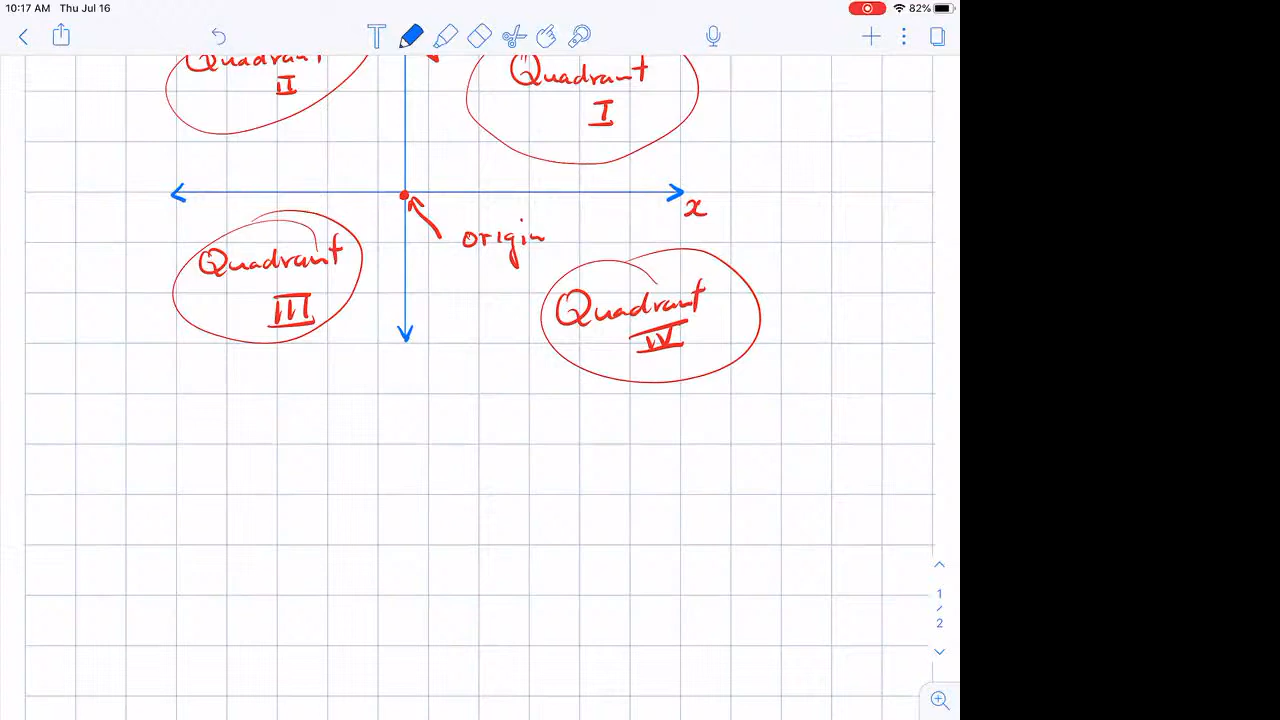 10:17 AM Thu Jul 16
82%
T
Quadrant
II
Quadrant
I
x
origin
Quadrant
III
Quadrant
IV
1
/
2